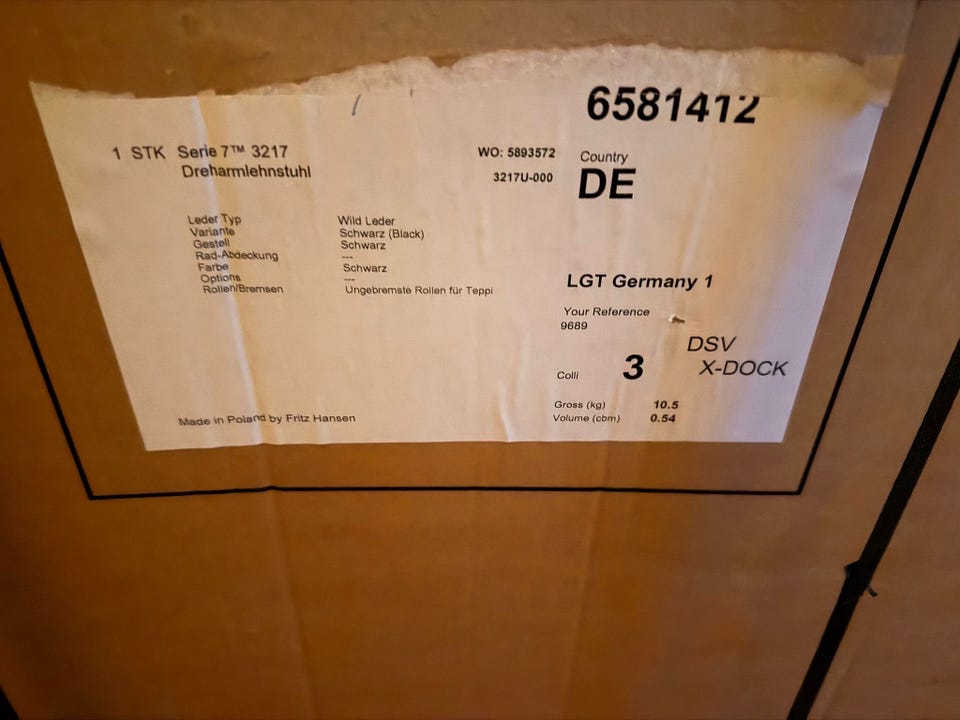 6581412
1 STK Serie 7™ 3217
Dreharmlehnstuhl
WO: 5893572
3217U-000
Country
DE
Leder Typ Wild Leder
Variante Schwarz (Black)
Gestell Schwarz
Rad-Abdeckung ---
Farbe Schwarz
Options ---
Rollen/Bremsen Ungebremste Rollen für Teppi
LGT Germany 1
Your Reference
9689
DSV
X-DOCK
Colli 3
Gross (kg) 10.5
Volume (cbm) 0.54
Made in Poland by Fritz Hansen